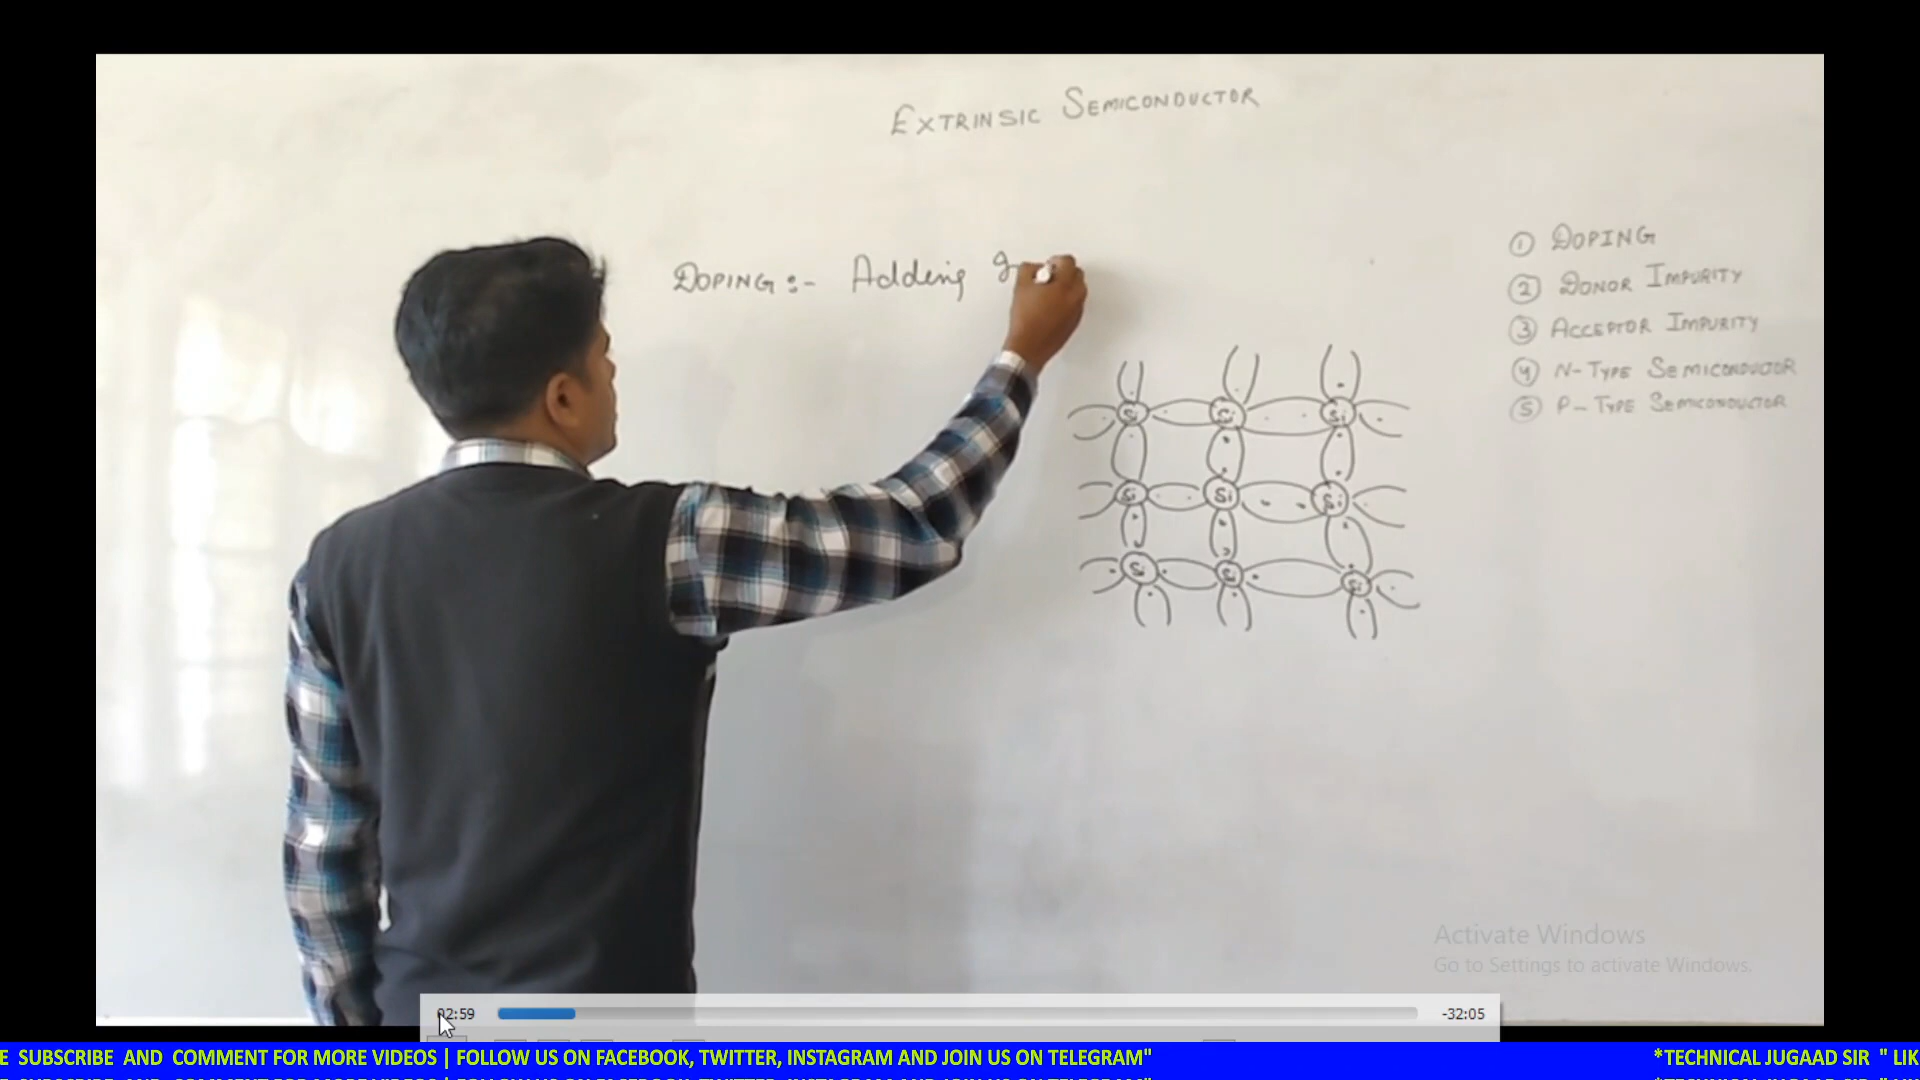 EXTRINSIC SEMICONDUCTOR
DOPING :- Adding
① DOPING
② DONOR IMPURITY
③ ACCEPTOR IMPURITY
④ N-TYPE SEMICONDUCTOR
⑤ P-TYPE SEMICONDUCTOR
Si Si Si
Si Si Si
Si Si Si
Activate Windows
Go to Settings to activate Windows.
02:59
-32:05
E SUBSCRIBE AND COMMENT FOR MORE VIDEOS | FOLLOW US ON FACEBOOK, TWITTER, INSTAGRAM AND JOIN US ON TELEGRAM" *TECHNICAL JUGAAD SIR " LIK